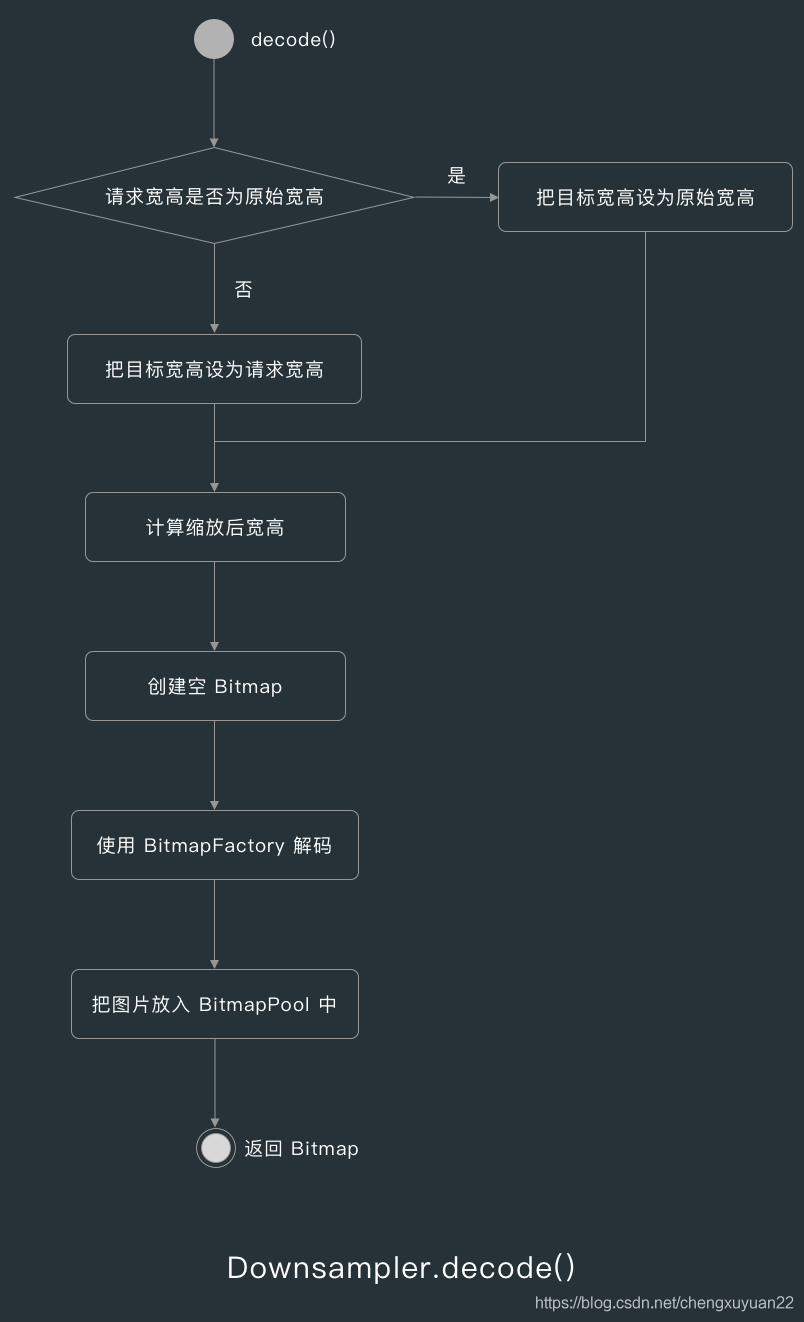 decode()
请求宽高是否为原始宽高
是
把目标宽高设为原始宽高
否
把目标宽高设为请求宽高
计算缩放后宽高
创建空 Bitmap
使用 BitmapFactory 解码
把图片放入 BitmapPool 中
返回 Bitmap
Downsampler.decode()
https://blog.csdn.net/chengxuyuan22